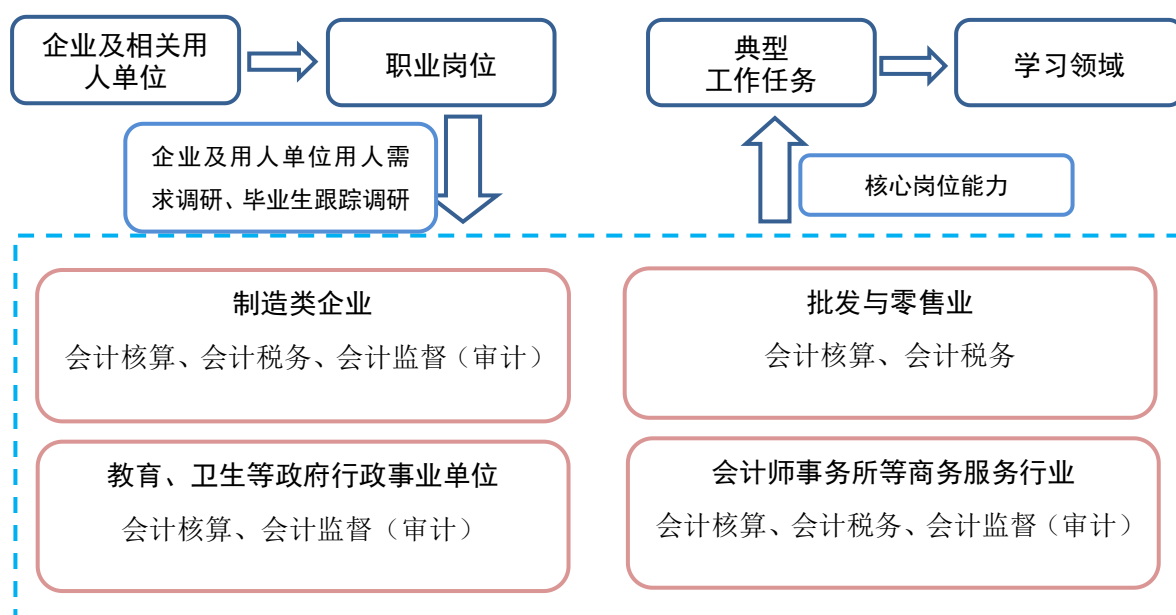 企业及相关用
人单位
职业岗位
典型
工作任务
学习领域
企业及用人单位用人需
求调研、毕业生跟踪调研
核心岗位能力
制造类企业
会计核算、会计税务、会计监督（审计）
批发与零售业
会计核算、会计税务
教育、卫生等政府行政事业单位
会计核算、会计监督（审计）
会计师事务所等商务服务行业
会计核算、会计税务、会计监督（审计）